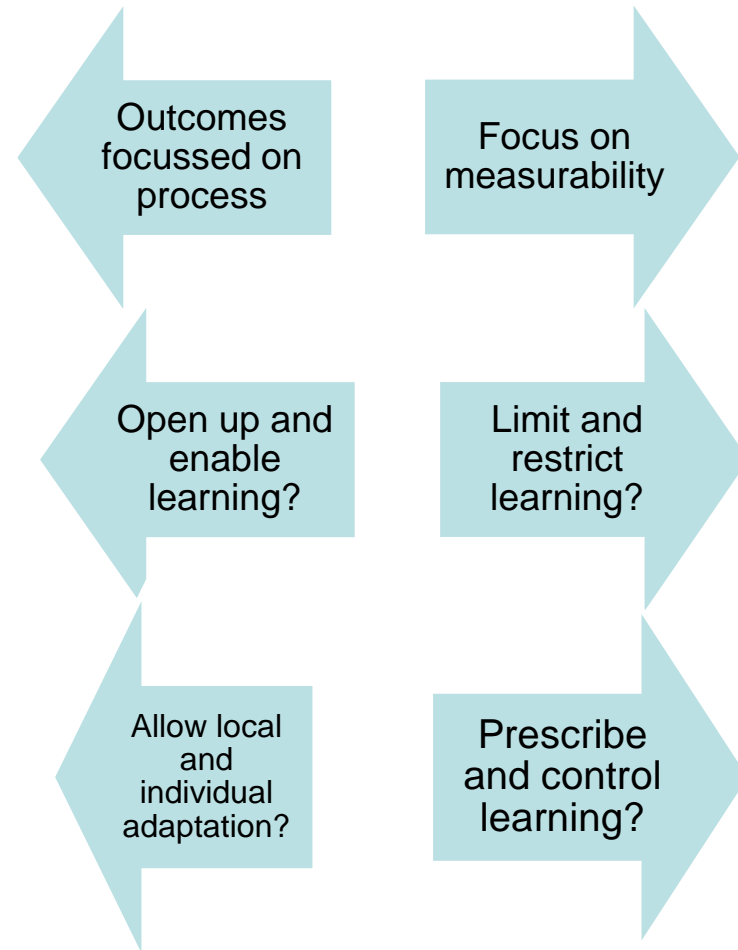 Outcomes
focussed on
process
Focus on
measurability
Open up and
enable
learning?
Limit and
restrict
learning?
Allow local
and
individual
adaptation?
Prescribe
and control
learning?